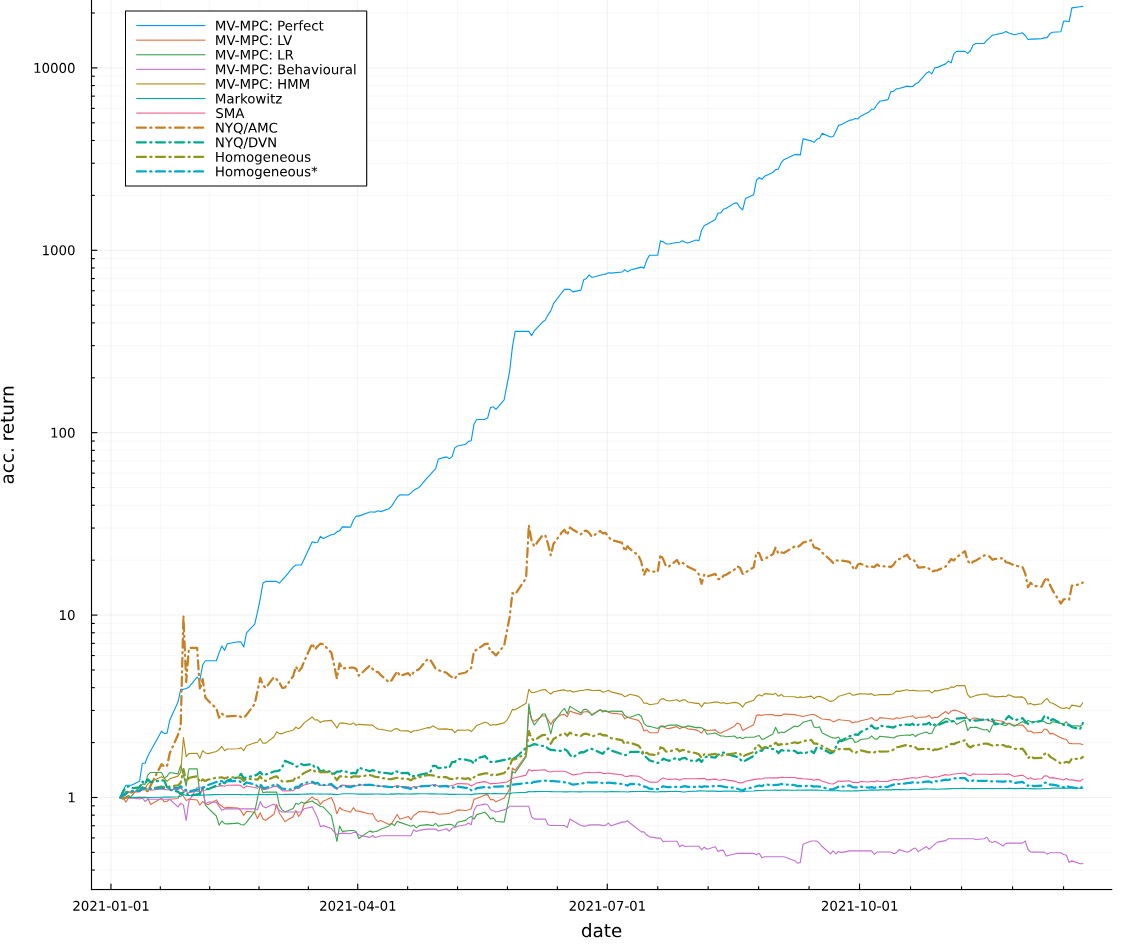 MV-MPC: Perfect
MV-MPC: LV
MV-MPC: LR
MV-MPC: Behavioural
MV-MPC: HMM
Markowitz
SMA
NYQ/AMC
NYQ/DVN
Homogeneous
Homogeneous*
10000
1000
100
10
1
acc. return
2021-01-01 2021-04-01 2021-07-01 2021-10-01
date